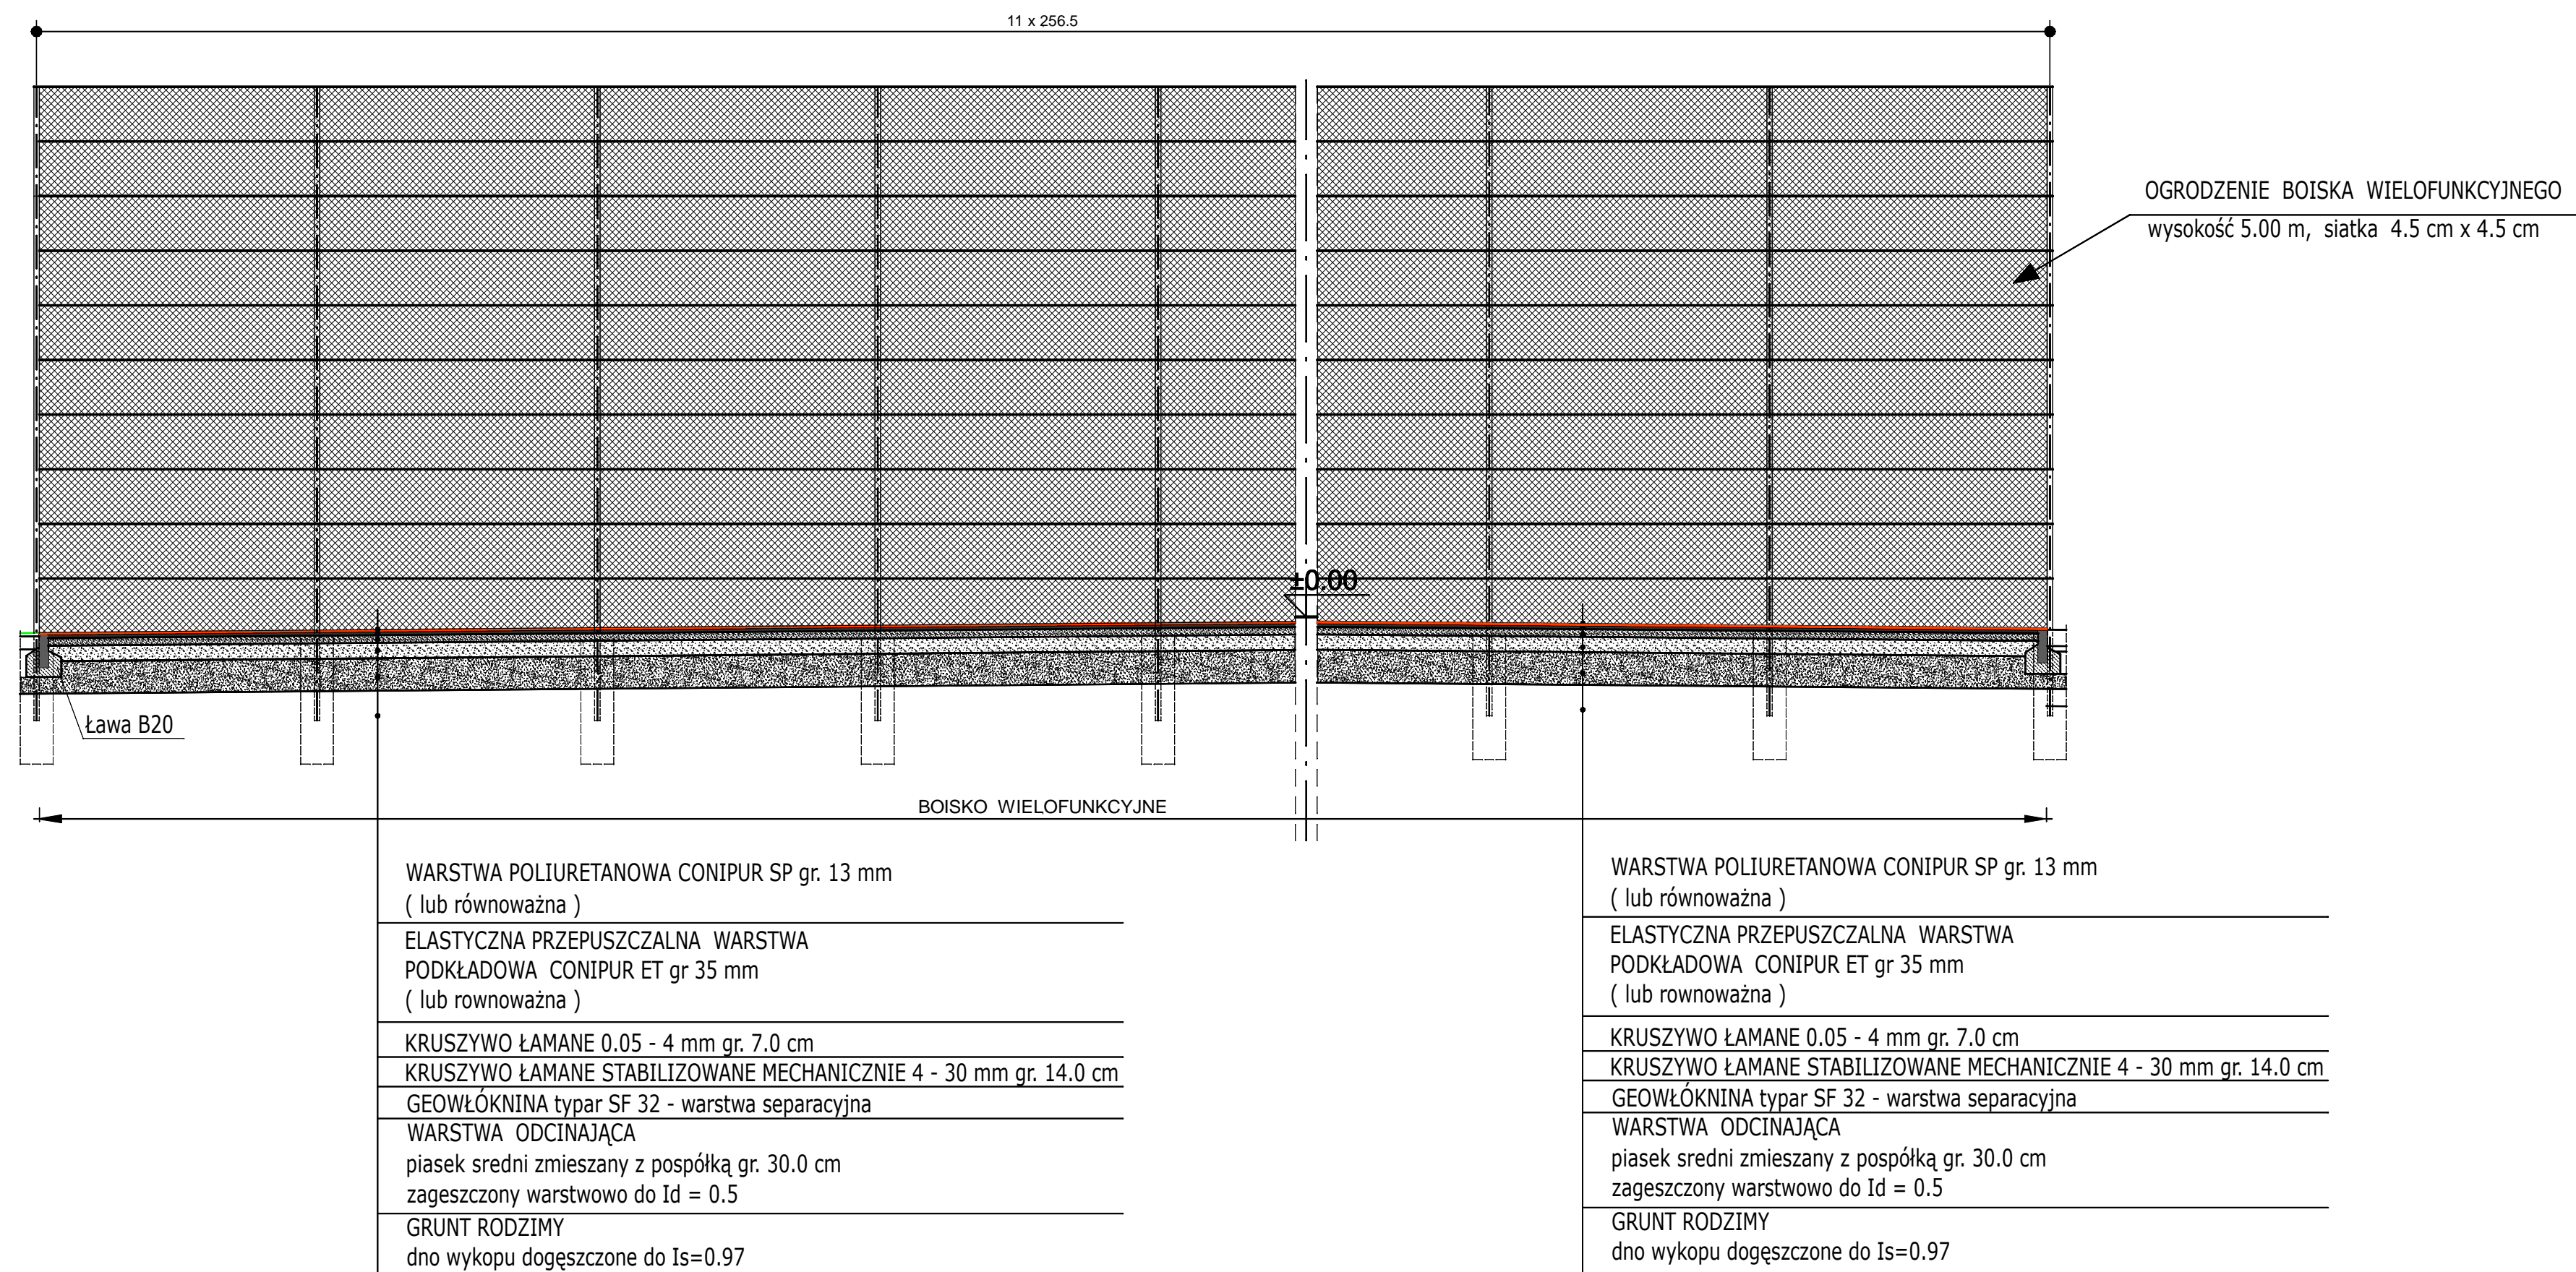 11 x 256.5
OGRODZENIE BOISKA WIELOFUNKCYJNEGO
wysokość 5.00 m, siatka 4.5 cm x 4.5 cm
±0.00
Ława B20
BOISKO WIELOFUNKCYJNE
WARSTWA POLIURETANOWA CONIPUR SP gr. 13 mm
( lub równoważna )
ELASTYCZNA PRZEPUSZCZALNA WARSTWA
PODKŁADOWA CONIPUR ET gr 35 mm
( lub rownoważna )
KRUSZYWO ŁAMANE 0.05 - 4 mm gr. 7.0 cm
KRUSZYWO ŁAMANE STABILIZOWANE MECHANICZNIE 4 - 30 mm gr. 14.0 cm
GEOWŁÓKNINA typar SF 32 - warstwa separacyjna
WARSTWA ODCINAJĄCA
piasek sredni zmieszany z pospółką gr. 30.0 cm
zageszczony warstwowo do Id = 0.5
GRUNT RODZIMY
dno wykopu dogęszczone do Is=0.97
WARSTWA POLIURETANOWA CONIPUR SP gr. 13 mm
( lub równoważna )
ELASTYCZNA PRZEPUSZCZALNA WARSTWA
PODKŁADOWA CONIPUR ET gr 35 mm
( lub rownoważna )
KRUSZYWO ŁAMANE 0.05 - 4 mm gr. 7.0 cm
KRUSZYWO ŁAMANE STABILIZOWANE MECHANICZNIE 4 - 30 mm gr. 14.0 cm
GEOWŁÓKNINA typar SF 32 - warstwa separacyjna
WARSTWA ODCINAJĄCA
piasek sredni zmieszany z pospółką gr. 30.0 cm
zageszczony warstwowo do Id = 0.5
GRUNT RODZIMY
dno wykopu dogęszczone do Is=0.97